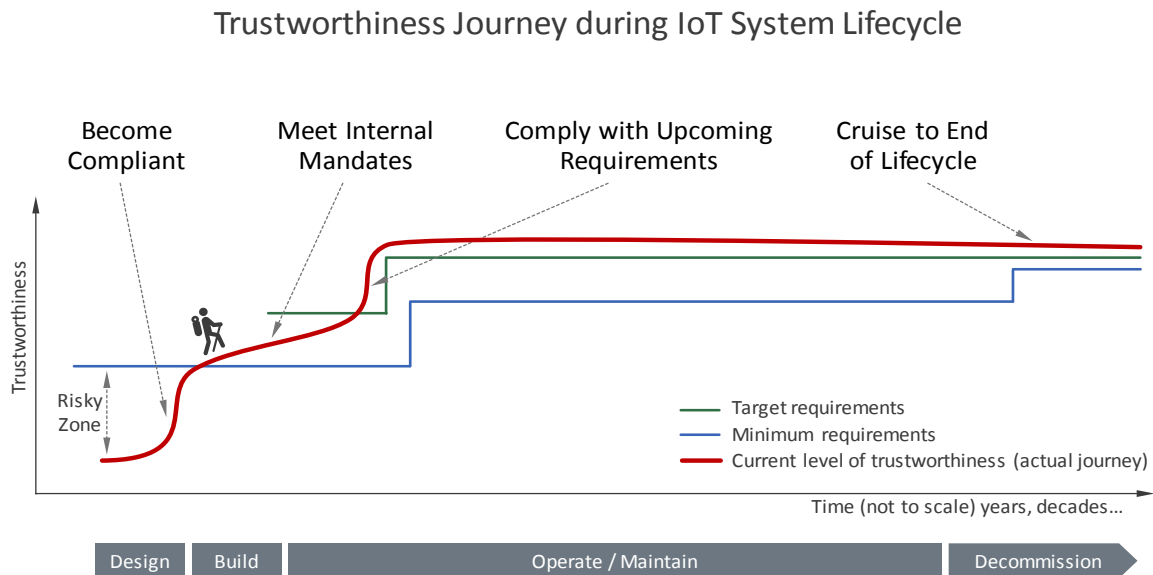 Trustworthiness Journey during IoT System Lifecycle
Become
Compliant
Meet Internal
Mandates
Comply with Upcoming
Requirements
Cruise to End
of Lifecycle
Trustworthiness
Risky
Zone
Target requirements
Minimum requirements
Current level of trustworthiness (actual journey)
Time (not to scale) years, decades...
Design
Build
Operate / Maintain
Decommission